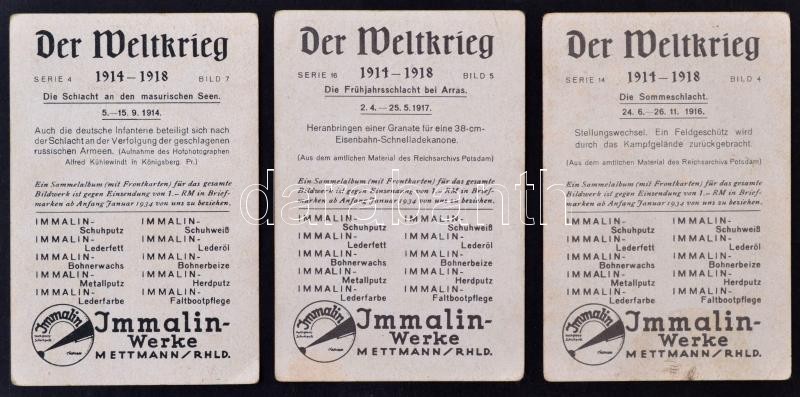 Der Weltkrieg
SERIE 4 1914-1918 BILD 7
Die Schlacht an den masurischen Seen.
5.—15. 9. 1914.
Auch die deutsche Infanterie beteiligt sich nach
der Schlacht an der Verfolgung der geschlagenen
russischen Armeen. (Aufnahme des Hofphotographen
Alfred Kühlewindt in Königsberg. Pr.)
Ein Sammelalbum (mit Frontkarten) für das gesamte
Bildwerk ist gegen Einsendung von 1.- RM in Brief-
marken ab Anfang Januar 1934 von uns zu beziehen.
IMMALIN- IMMALIN-
Schuhputz Schuhweiß
IMMALIN- IMMALIN-
Lederfett Lederöl
IMMALIN- IMMALIN-
Bohnerwachs Bohnerbeize
IMMALIN- IMMALIN-
Metallputz Herdputz
IMMALIN- IMMALIN-
Lederfarbe Faltbootpflege
Immalin
Immalin-
Werke
METTMANN/RHLD.
Der Weltkrieg
SERIE 16 1914-1918 BILD 5
Die Frühjahrsschlacht bei Arras.
2. 4.— 25. 5. 1917.
Heranbringen einer Granate für eine 38-cm-
Eisenbahn-Schnelladekanone.
(Aus dem amtlichen Material des Reichsarchivs Potsdam)
Ein Sammelalbum (mit Frontkarten) für das gesamte
Bildwerk ist gegen Einsendung von 1.- RM in Brief-
marken ab Anfang Januar 1934 von uns zu beziehen.
IMMALIN- IMMALIN-
Schuhputz Schuhweiß
IMMALIN- IMMALIN-
Lederfett Lederöl
IMMALIN- IMMALIN-
Bohnerwachs Bohnerbeize
IMMALIN- IMMALIN-
Metallputz Herdputz
IMMALIN- IMMALIN-
Lederfarbe Faltbootpflege
Immalin
Immalin-
Werke
METTMANN/RHLD.
Der Weltkrieg
SERIE 14 1914-1918 BILD 4
Die Sommeschlacht.
24. 6.—26. 11. 1916.
Stellungswechsel. Ein Feldgeschütz wird
durch das Kampfgelände zurückgebracht.
(Aus dem amtlichen Material des Reichsarchivs Potsdam)
Ein Sammelalbum (mit Frontkarten) für das gesamte
Bildwerk ist gegen Einsendung von 1.- RM in Brief-
marken ab Anfang Januar 1934 von uns zu beziehen.
IMMALIN- IMMALIN-
Schuhputz Schuhweiß
IMMALIN- IMMALIN-
Lederfett Lederöl
IMMALIN- IMMALIN-
Bohnerwachs Bohnerbeize
IMMALIN- IMMALIN-
Metallputz Herdputz
IMMALIN- IMMALIN-
Lederfarbe Faltbootpflege
Immalin
Immalin-
Werke
METTMANN/RHLD.
darabanth